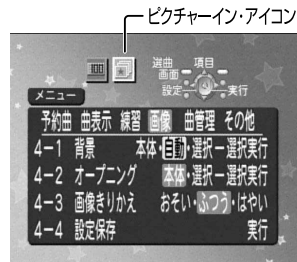 ピクチャーイン・アイコン
選曲 項目
画面
設定 実行
メニュー
予約曲 曲表示 練習 画像 曲管理 その他
4－1 背景 本体・自動・選択－選択実行
4－2 オープニング 本体・選択－選択実行
4－3 画像きりかえ おそい・ふつう・はやい
4－4 設定保存 実行